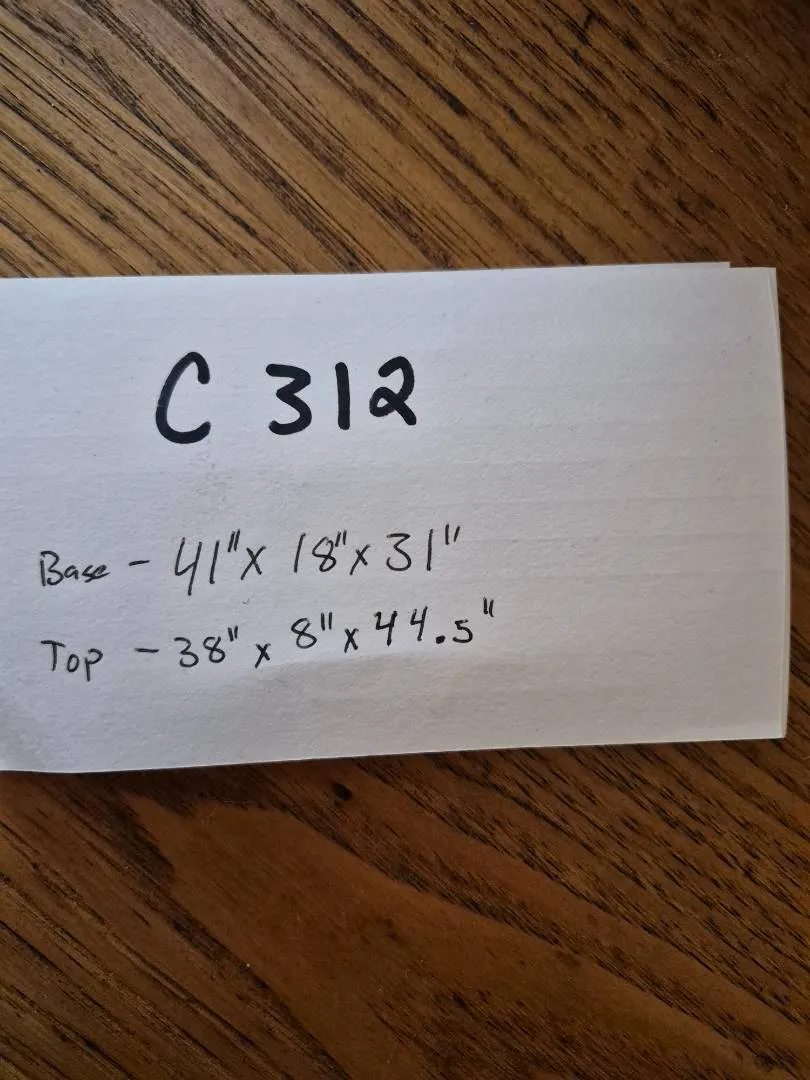 C 312
Base - 41" x 18" x 31"
Top - 38" x 8" x 44.5"